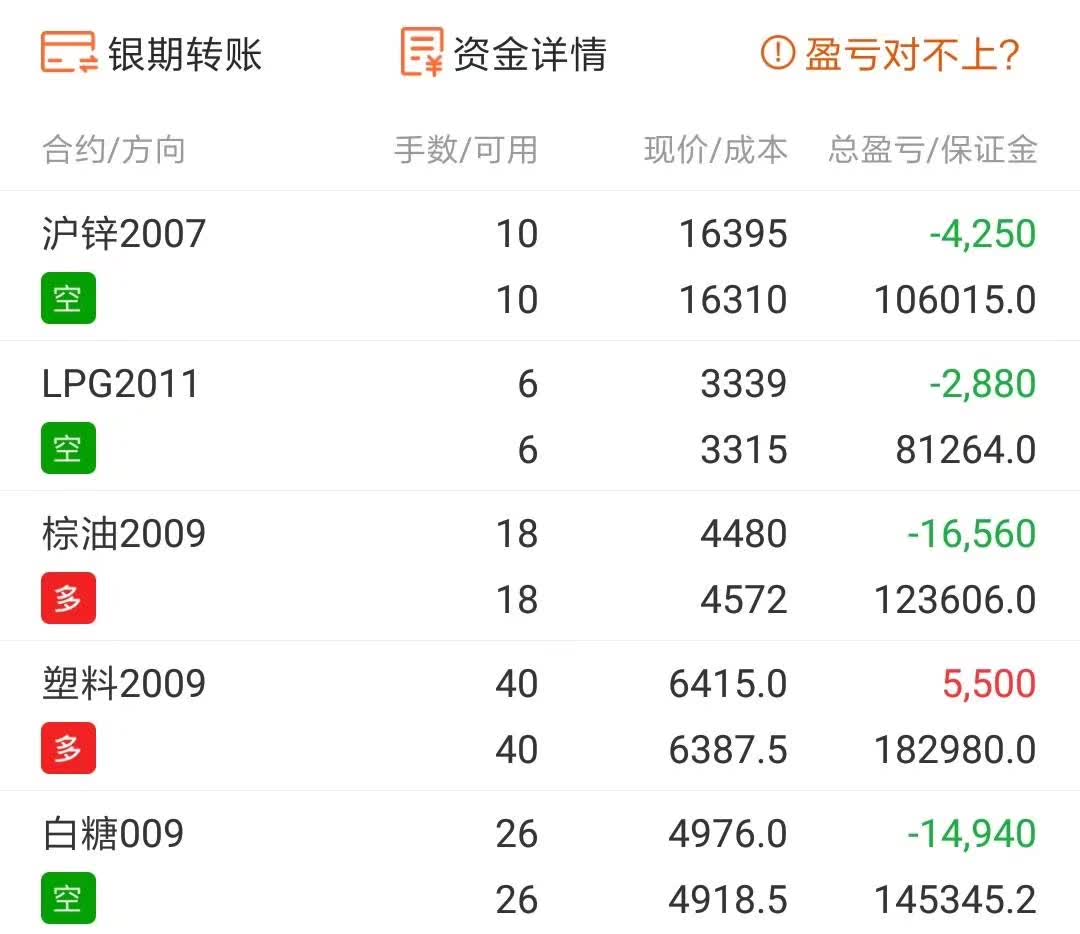 银期转账 资金详情 盈亏对不上?
合约/方向 手数/可用 现价/成本 总盈亏/保证金
沪锌2007 10 16395 -4,250
空 10 16310 106015.0
LPG2011 6 3339 -2,880
空 6 3315 81264.0
棕油2009 18 4480 -16,560
多 18 4572 123606.0
塑料2009 40 6415.0 5,500
多 40 6387.5 182980.0
白糖009 26 4976.0 -14,940
空 26 4918.5 145345.2